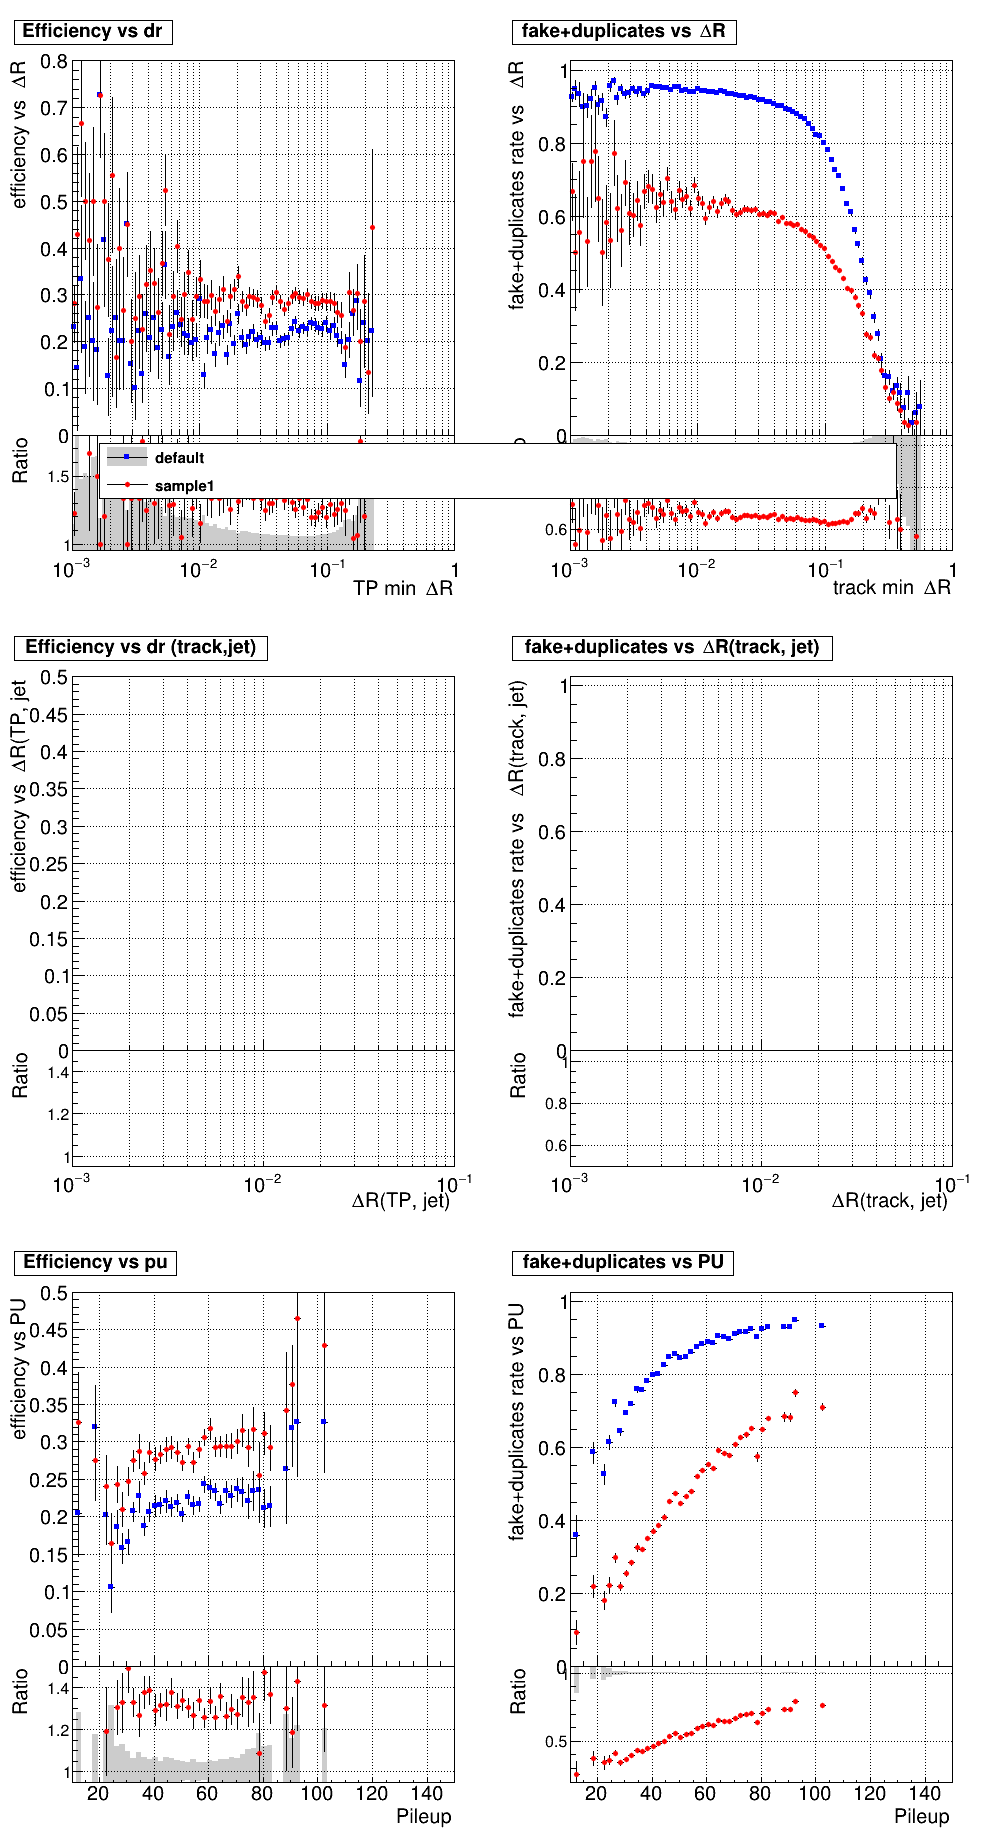 Efficiency vs dr
fake+duplicates vs ΔR
efficiency vs ΔR
0.8
0.7
0.6
0.5
0.4
0.3
0.2
0.1
0
fake+duplicates rate vs ΔR
1
0.8
0.6
0.4
0.2
0
Ratio
1.5
1
default
sample1
0.6
10⁻³ 10⁻² 10⁻¹ 1
TP min ΔR
10⁻³ 10⁻² 10⁻¹ 1
track min ΔR
Efficiency vs dr (track,jet)
fake+duplicates vs ΔR(track, jet)
efficiency vs ΔR(TP, jet
0.5
0.45
0.4
0.35
0.3
0.25
0.2
0.15
0.1
0.05
0
fake+duplicates rate vs ΔR(track, jet)
1
0.8
0.6
0.4
0.2
0
Ratio
1.4
1.2
1
Ratio
1
0.8
0.6
10⁻³ 10⁻² 10⁻¹
ΔR(TP, jet)
10⁻³ 10⁻² 10⁻¹
ΔR(track, jet)
Efficiency vs pu
fake+duplicates vs PU
efficiency vs PU
0.5
0.45
0.4
0.35
0.3
0.25
0.2
0.15
0.1
0.05
0
fake+duplicates rate vs PU
1
0.8
0.6
0.4
0.2
0
Ratio
1.4
1.2
1
Ratio
1
0.5
20 40 60 80 100 120 140
Pileup
20 40 60 80 100 120 140
Pileup